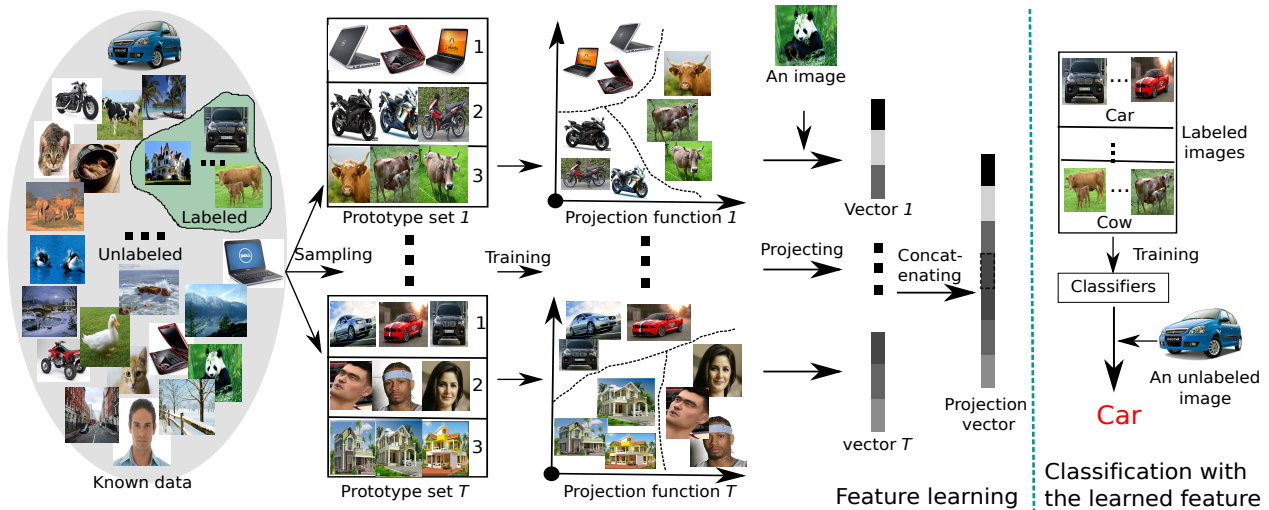 Labeled
Unlabeled
Known data
Sampling
1
2
3
Prototype set 1
1
2
3
Prototype set T
Training
Projection function 1
Projection function T
An image
Projecting
Vector 1
vector T
Concat-
enating
Projection
vector
Feature learning
Car
Cow
Labeled
images
Training
Classifiers
An unlabeled
image
Car
Classification with
the learned feature